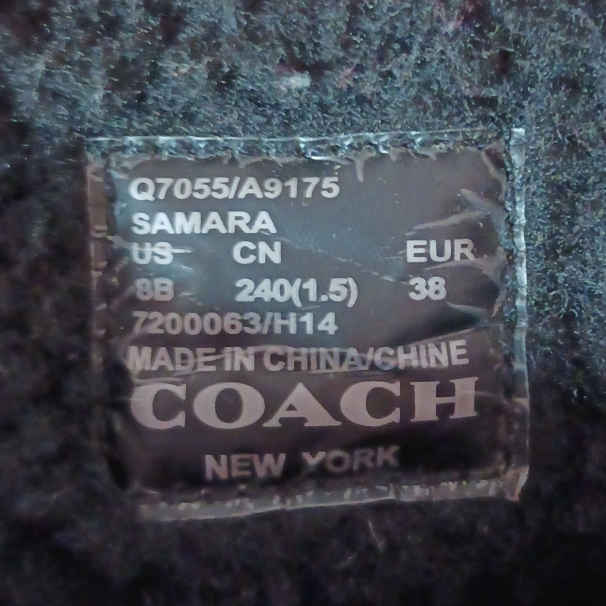 Q7055/A9175
SAMARA
US CN EUR
8B 240(1.5) 38
7200063/H14
MADE IN CHINA/CHINE
COACH
NEW YORK